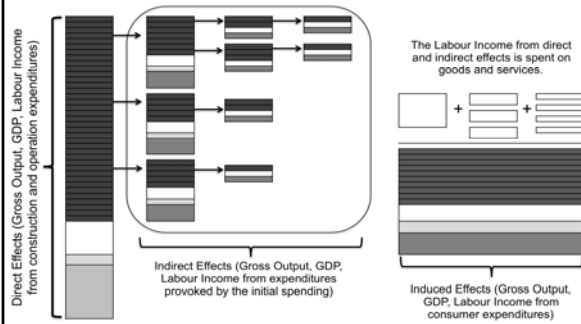 Direct Effects (Gross Output, GDP, Labour Income
from construction and operation expenditures)
Indirect Effects (Gross Output, GDP,
Labour Income from expenditures
provoked by the initial spending)
The Labour Income from direct
and indirect effects is spent on
goods and services.
+ +
Induced Effects (Gross Output,
GDP, Labour Income from
consumer expenditures)